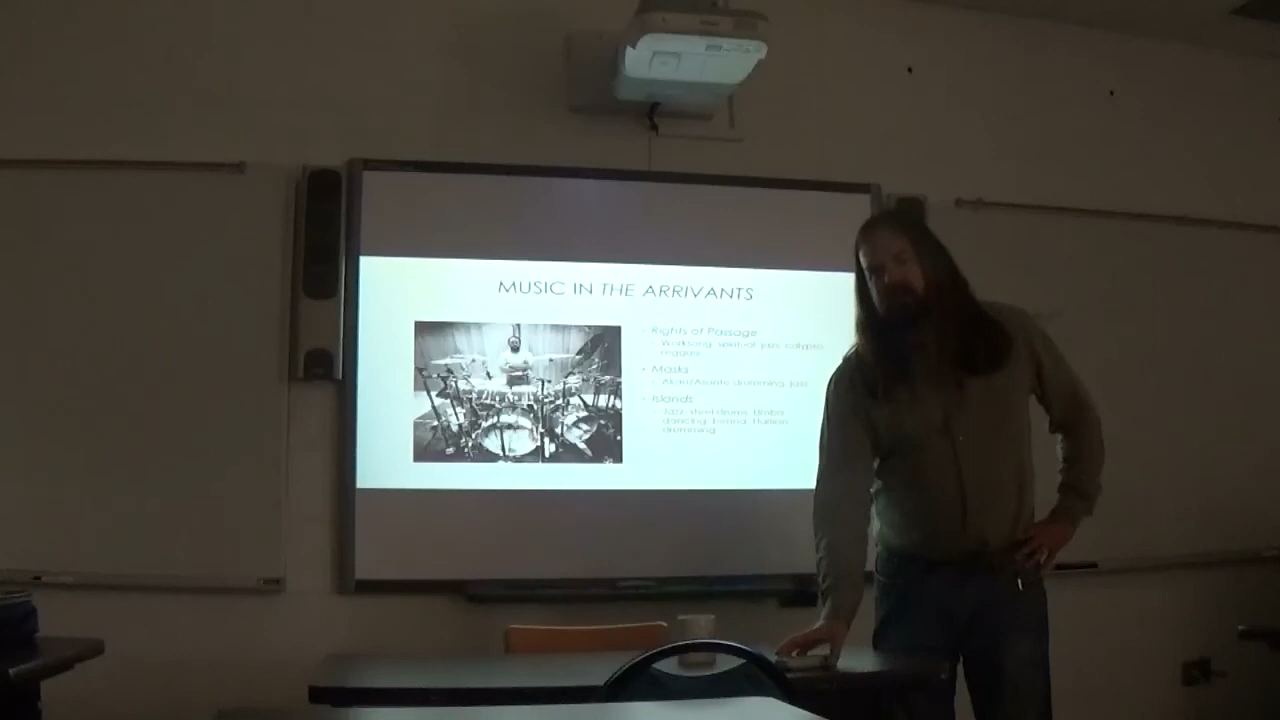 MUSIC IN THE ARRIVANTS
Rights of Passage
Worksong, spiritual, jazz, calypso,
reggae
Masks
Akan/Asante drumming, jazz
Islands
Jazz, steel drums, limbo
dancing, Haitian
drumming